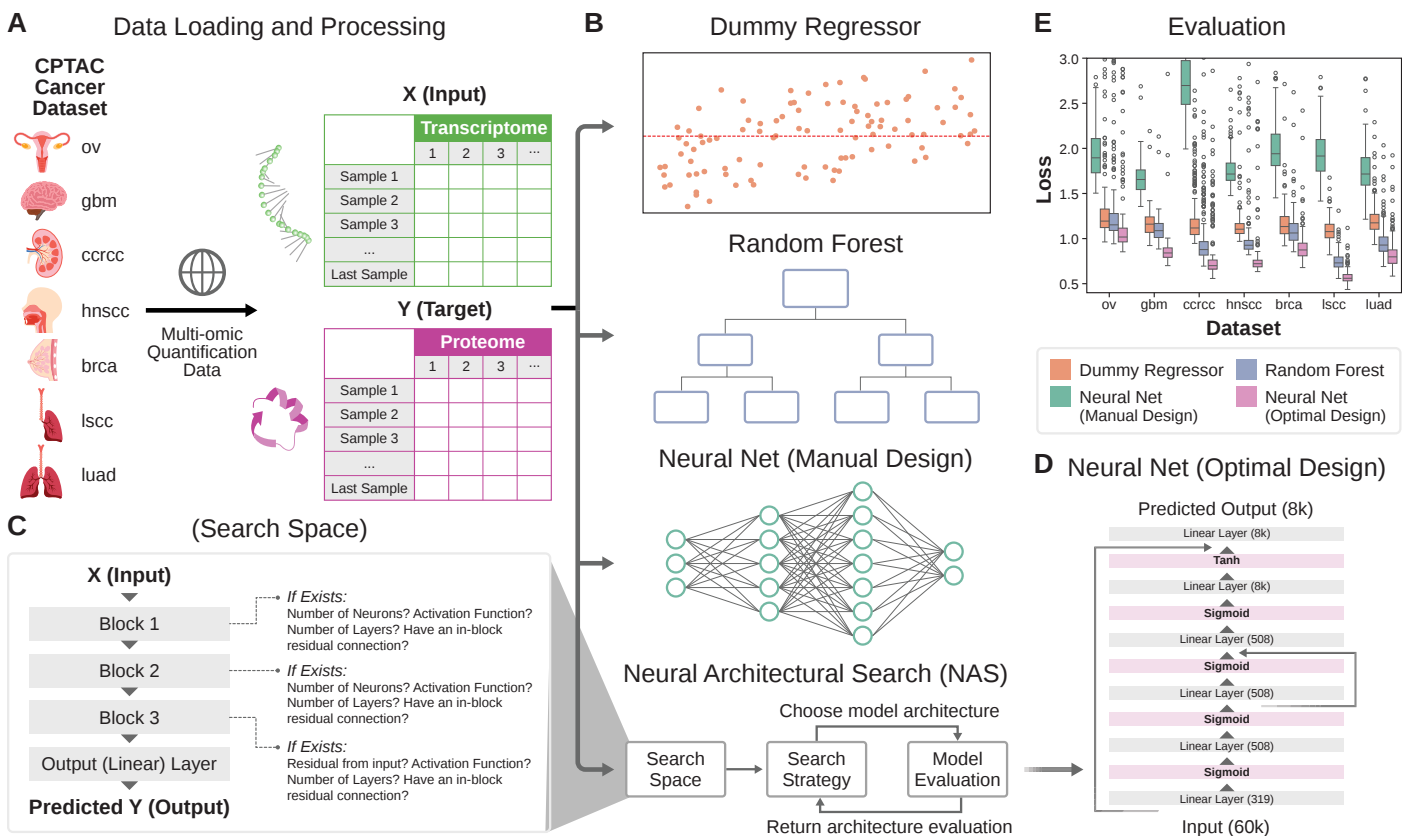 A
Data Loading and Processing
CPTAC
Cancer
Dataset
ov
gbm
ccrcc
hnscc
brca
lscc
luad
Multi-omic
Quantification
Data
X (Input)
Transcriptome
1 2 3 ...
Sample 1
Sample 2
Sample 3
...
Last Sample
Y (Target)
Proteome
1 2 3 ...
Sample 1
Sample 2
Sample 3
...
Last Sample
B
Dummy Regressor
Random Forest
Neural Net (Manual Design)
Neural Architectural Search (NAS)
Choose model architecture
Search
Space
Search
Strategy
Model
Evaluation
Return architecture evaluation
C
(Search Space)
X (Input)
Block 1
Block 2
Block 3
Output (Linear) Layer
Predicted Y (Output)
If Exists:
Number of Neurons? Activation Function?
Number of Layers? Have an in-block
residual connection?
If Exists:
Number of Neurons? Activation Function?
Number of Layers? Have an in-block
residual connection?
If Exists:
Residual from input? Activation Function?
Number of Layers? Have an in-block
residual connection?
E
Evaluation
Loss
3.0
2.5
2.0
1.5
1.0
0.5
ov gbm ccrcc hnscc brca lscc luad
Dataset
Dummy Regressor
Neural Net
(Manual Design)
Random Forest
Neural Net
(Optimal Design)
D
Neural Net (Optimal Design)
Predicted Output (8k)
Linear Layer (8k)
Tanh
Linear Layer (8k)
Sigmoid
Linear Layer (508)
Sigmoid
Linear Layer (508)
Sigmoid
Linear Layer (508)
Sigmoid
Linear Layer (319)
Input (60k)